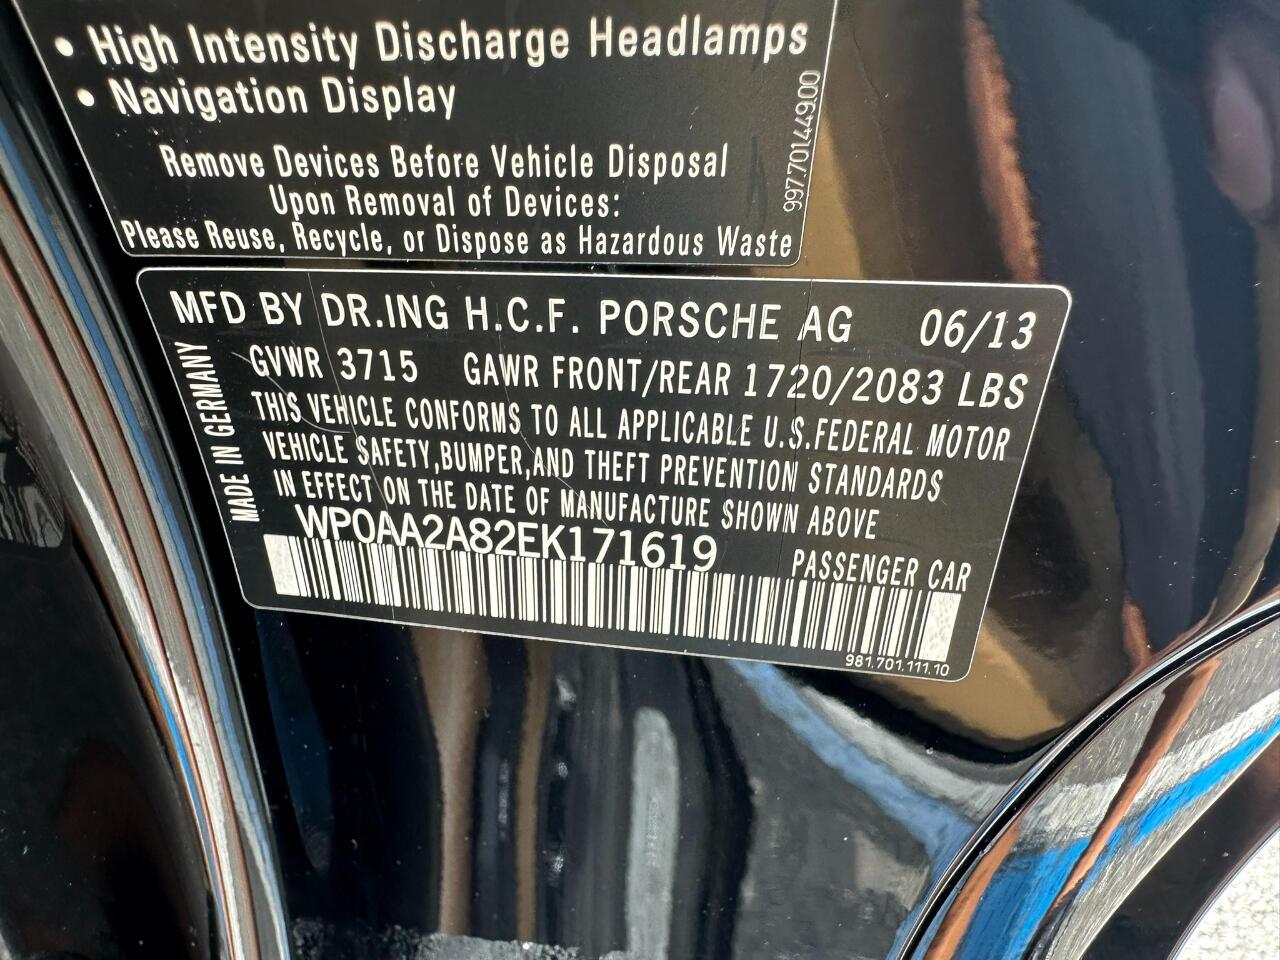 • High Intensity Discharge Headlamps
• Navigation Display
Remove Devices Before Vehicle Disposal
Upon Removal of Devices:
Please Reuse, Recycle, or Dispose as Hazardous Waste
997.701449.00
MFD BY DR.ING H.C.F. PORSCHE AG 06/13
GVWR 3715 GAWR FRONT/REAR 1720/2083 LBS
THIS VEHICLE CONFORMS TO ALL APPLICABLE U.S.FEDERAL MOTOR
VEHICLE SAFETY,BUMPER,AND THEFT PREVENTION STANDARDS
IN EFFECT ON THE DATE OF MANUFACTURE SHOWN ABOVE
WP0AA2A82EK171619 PASSENGER CAR
MADE IN GERMANY
981.701.111.10